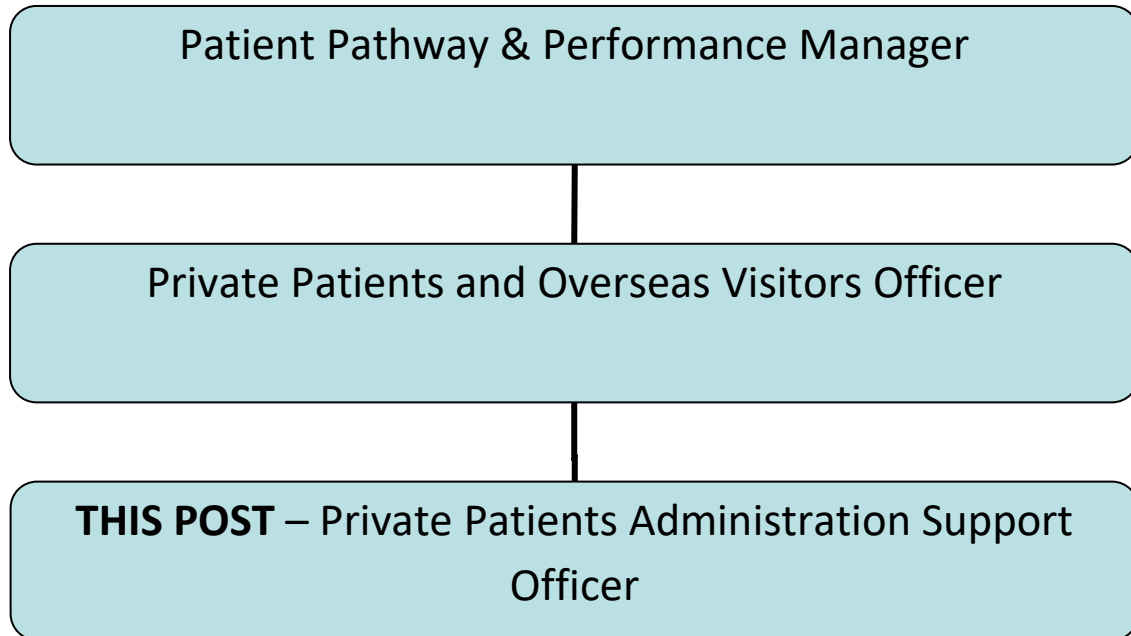 Patient Pathway & Performance Manager
Private Patients and Overseas Visitors Officer
THIS POST – Private Patients Administration Support
Officer